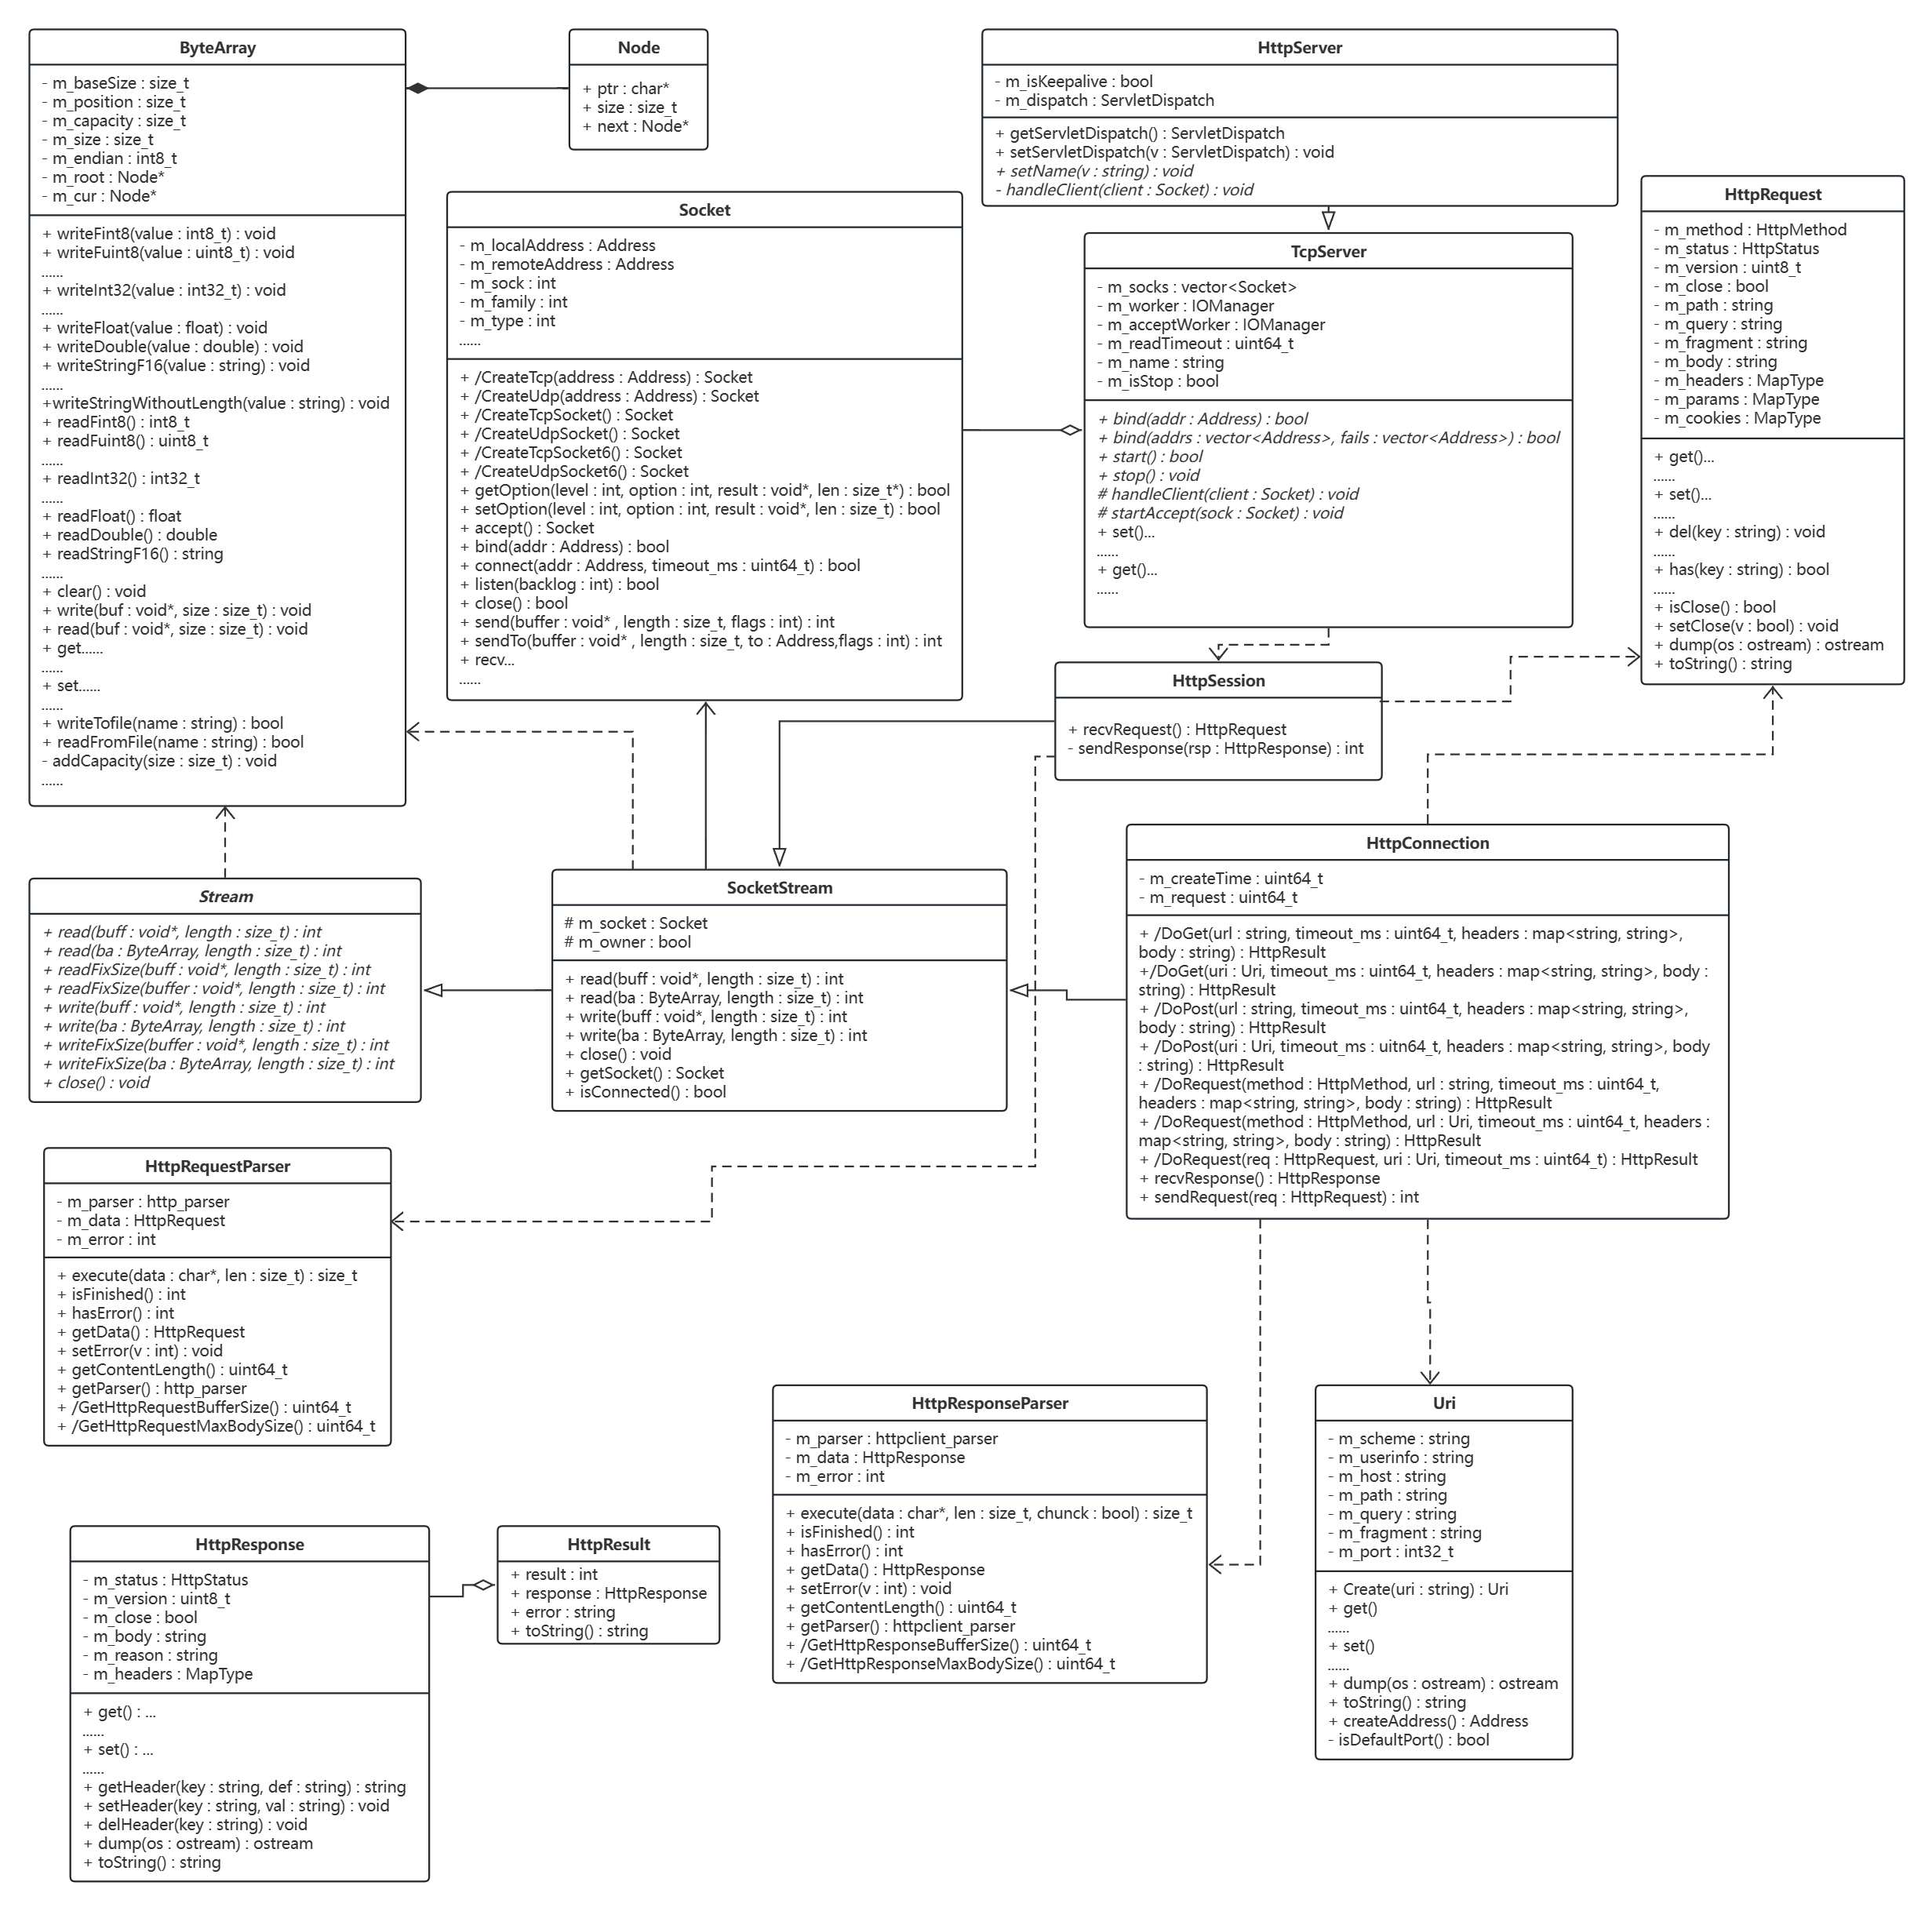 ByteArray
- m_baseSize : size_t
- m_position : size_t
- m_capacity : size_t
- m_size : size_t
- m_endian : int8_t
- m_root : Node*
- m_cur : Node*
+ writeFint8(value : int8_t) : void
+ writeFuint8(value : uint8_t) : void
......
+ writeInt32(value : int32_t) : void
......
+ writeFloat(value : float) : void
+ writeDouble(value : double) : void
+ writeStringF16(value : string) : void
......
+writeStringWithoutLength(value : string) : void
+ readFint8() : int8_t
+ readFuint8() : uint8_t
......
+ readInt32() : int32_t
......
+ readFloat() : float
+ readDouble() : double
+ readStringF16() : string
......
+ clear() : void
+ write(buf : void*, size : size_t) : void
+ read(buf : void*, size : size_t) : void
+ get......
......
+ set......
......
+ writeTofile(name : string) : bool
+ readFromFile(name : string) : bool
- addCapacity(size : size_t) : void
......
Node
+ ptr : char*
+ size : size_t
+ next : Node*
HttpServer
- m_isKeepalive : bool
- m_dispatch : ServletDispatch
+ getServletDispatch() : ServletDispatch
+ setServletDispatch(v : ServletDispatch) : void
+ setName(v : string) : void
- handleClient(client : Socket) : void
Socket
- m_localAddress : Address
- m_remoteAddress : Address
- m_sock : int
- m_family : int
- m_type : int
......
+ /CreateTcp(address : Address) : Socket
+ /CreateUdp(address : Address) : Socket
+ /CreateTcpSocket() : Socket
+ /CreateUdpSocket() : Socket
+ /CreateTcpSocket6() : Socket
+ /CreateUdpSocket6() : Socket
+ getOption(level : int, option : int, result : void*, len : size_t*) : bool
+ setOption(level : int, option : int, result : void*, len : size_t) : bool
+ accept() : Socket
+ bind(addr : Address) : bool
+ connect(addr : Address, timeout_ms : uint64_t) : bool
+ listen(backlog : int) : bool
+ close() : bool
+ send(buffer : void* , length : size_t, flags : int) : int
+ sendTo(buffer : void* , length : size_t, to : Address,flags : int) : int
+ recv...
......
TcpServer
- m_socks : vector<Socket>
- m_worker : IOManager
- m_acceptWorker : IOManager
- m_readTimeout : uint64_t
- m_name : string
- m_isStop : bool
+ bind(addr : Address) : bool
+ bind(addrs : vector<Address>, fails : vector<Address>) : bool
+ start() : bool
+ stop() : void
# handleClient(client : Socket) : void
# startAccept(sock : Socket) : void
+ set()...
......
+ get()...
......
HttpRequest
- m_method : HttpMethod
- m_status : HttpStatus
- m_version : uint8_t
- m_close : bool
- m_path : string
- m_query : string
- m_fragment : string
- m_body : string
- m_headers : MapType
- m_params : MapType
- m_cookies : MapType
+ get()...
......
+ set()...
......
+ del(key : string) : void
......
+ has(key : string) : bool
......
+ isClose() : bool
+ setClose(v : bool) : void
+ dump(os : ostream) : ostream
+ toString() : string
HttpSession
+ recvRequest() : HttpRequest
- sendResponse(rsp : HttpResponse) : int
Stream
+ read(buff : void*, length : size_t) : int
+ read(ba : ByteArray, length : size_t) : int
+ readFixSize(buff : void*, length : size_t) : int
+ readFixSize(buffer : void*, length : size_t) : int
+ write(buff : void*, length : size_t) : int
+ write(ba : ByteArray, length : size_t) : int
+ writeFixSize(buffer : void*, length : size_t) : int
+ writeFixSize(ba : ByteArray, length : size_t) : int
+ close() : void
SocketStream
# m_socket : Socket
# m_owner : bool
+ read(buff : void*, length : size_t) : int
+ read(ba : ByteArray, length : size_t) : int
+ write(buff : void*, length : size_t) : int
+ write(ba : ByteArray, length : size_t) : int
+ close() : void
+ getSocket() : Socket
+ isConnected() : bool
HttpConnection
- m_createTime : uint64_t
- m_request : uint64_t
+ /DoGet(url : string, timeout_ms : uint64_t, headers : map<string, string>,
body : string) : HttpResult
+/DoGet(uri : Uri, timeout_ms : uint64_t, headers : map<string, string>, body :
string) : HttpResult
+ /DoPost(url : string, timeout_ms : uint64_t, headers : map<string, string>,
body : string) : HttpResult
+ /DoPost(uri : Uri, timeout_ms : uitn64_t, headers : map<string, string>, body
: string) : HttpResult
+ /DoRequest(method : HttpMethod, url : string, timeout_ms : uint64_t,
headers : map<string, string>, body : string) : HttpResult
+ /DoRequest(method : HttpMethod, url : Uri, timeout_ms : uint64_t, headers :
map<string, string>, body : string) : HttpResult
+ /DoRequest(req : HttpRequest, uri : Uri, timeout_ms : uint64_t) : HttpResult
+ recvResponse() : HttpResponse
+ sendRequest(req : HttpRequest) : int
HttpRequestParser
- m_parser : http_parser
- m_data : HttpRequest
- m_error : int
+ execute(data : char*, len : size_t) : size_t
+ isFinished() : int
+ hasError() : int
+ getData() : HttpRequest
+ setError(v : int) : void
+ getContentLength() : uint64_t
+ getParser() : http_parser
+ /GetHttpRequestBufferSize() : uint64_t
+ /GetHttpRequestMaxBodySize() : uint64_t
HttpResponseParser
- m_parser : httpclient_parser
- m_data : HttpResponse
- m_error : int
+ execute(data : char*, len : size_t, chunck : bool) : size_t
+ isFinished() : int
+ hasError() : int
+ getData() : HttpResponse
+ setError(v : int) : void
+ getContentLength() : uint64_t
+ getParser() : httpclient_parser
+ /GetHttpResponseBufferSize() : uint64_t
+ /GetHttpResponseMaxBodySize() : uint64_t
Uri
- m_scheme : string
- m_userinfo : string
- m_host : string
- m_path : string
- m_query : string
- m_fragment : string
- m_port : int32_t
+ Create(uri : string) : Uri
+ get()
......
+ set()
......
+ dump(os : ostream) : ostream
+ toString() : string
+ createAddress() : Address
- isDefaultPort() : bool
HttpResponse
- m_status : HttpStatus
- m_version : uint8_t
- m_close : bool
- m_body : string
- m_reason : string
- m_headers : MapType
+ get() : ...
......
+ set() : ...
......
+ getHeader(key : string, def : string) : string
+ setHeader(key : string, val : string) : void
+ delHeader(key : string) : void
+ dump(os : ostream) : ostream
+ toString() : string
HttpResult
+ result : int
+ response : HttpResponse
+ error : string
+ toString() : string